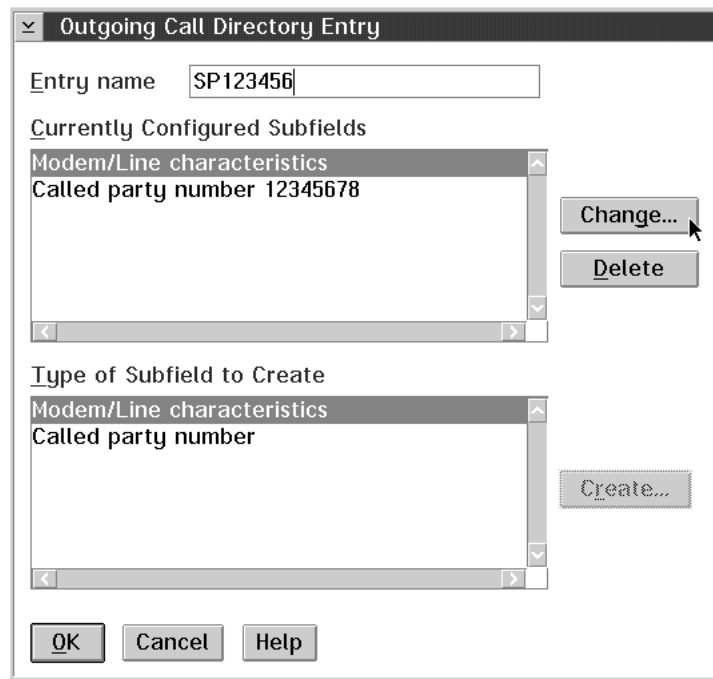 Outgoing Call Directory Entry
Entry name SP123456
Currently Configured Subfields
Modem/Line characteristics
Called party number 12345678
Change...
Delete
Type of Subfield to Create
Modem/Line characteristics
Called party number
Create...
OK Cancel Help